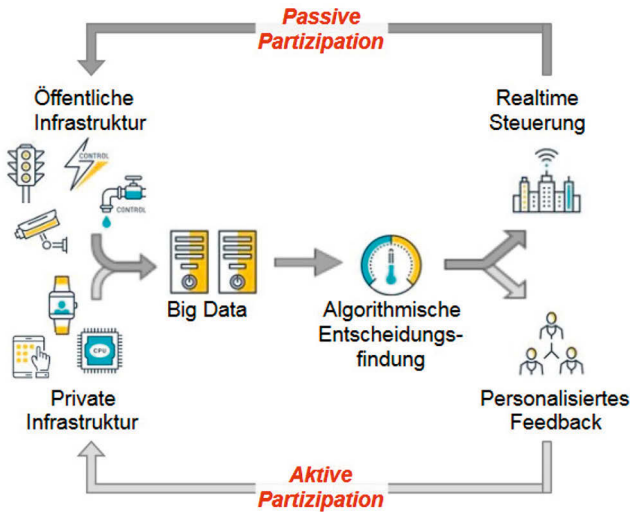 Passive
Partizipation
Öffentliche
Infrastruktur
Realtime
Steuerung
CONTROL
CONTROL
Big Data
Algorithmische
Entscheidungs-
findung
CPU
Private
Infrastruktur
Personalisiertes
Feedback
Aktive
Partizipation